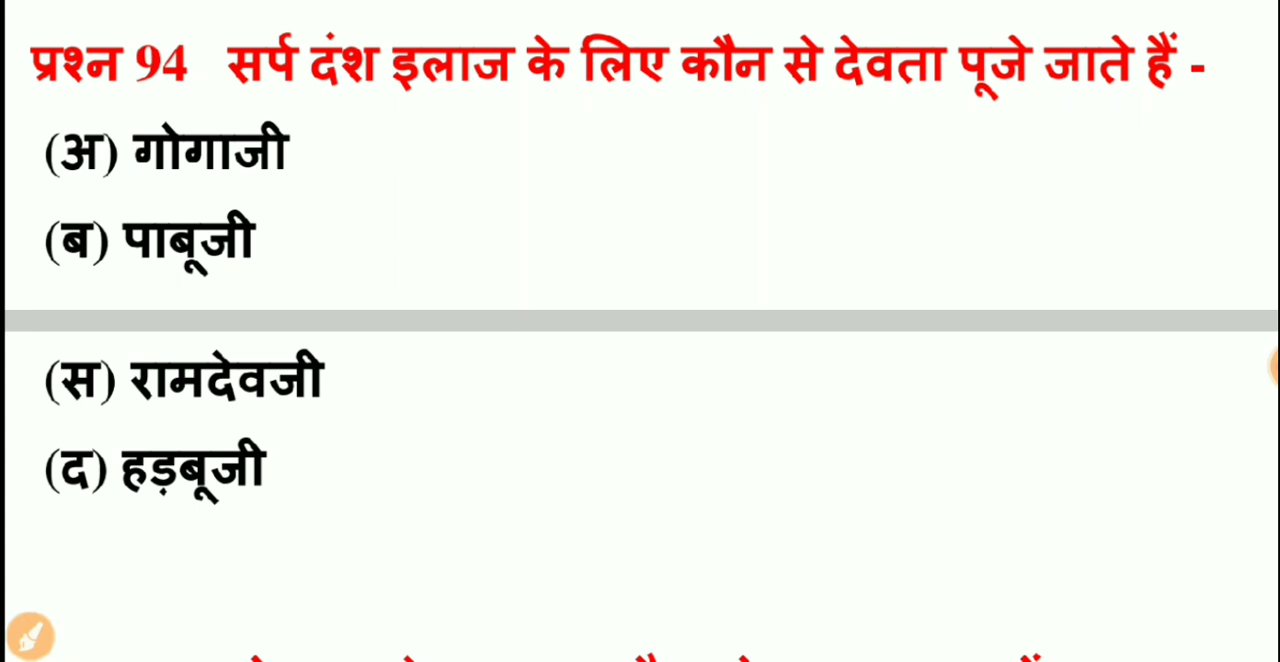 प्रश्न 94 सर्प दंश इलाज के लिए कौन से देवता पूजे जाते हैं -
(अ) गोगाजी
(ब) पाबूजी
(स) रामदेवजी
(द) हड़बूजी